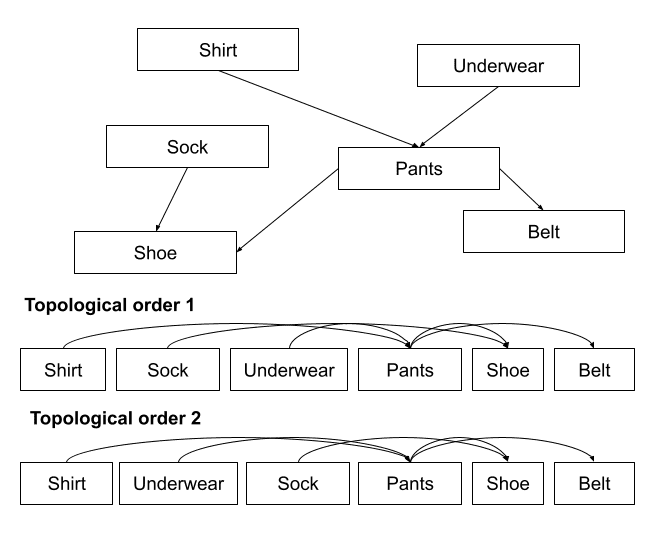 Shirt
Underwear
Sock
Pants
Belt
Shoe
Topological order 1
Shirt Sock Underwear Pants Shoe Belt
Topological order 2
Shirt Underwear Sock Pants Shoe Belt